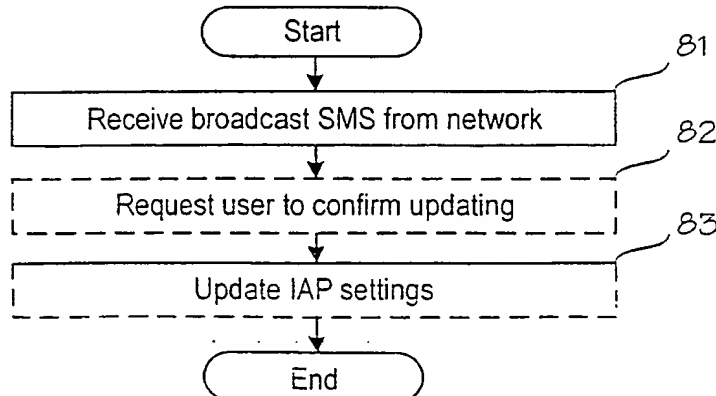 Start
81
Receive broadcast SMS from network
82
Request user to confirm updating
83
Update IAP settings
End